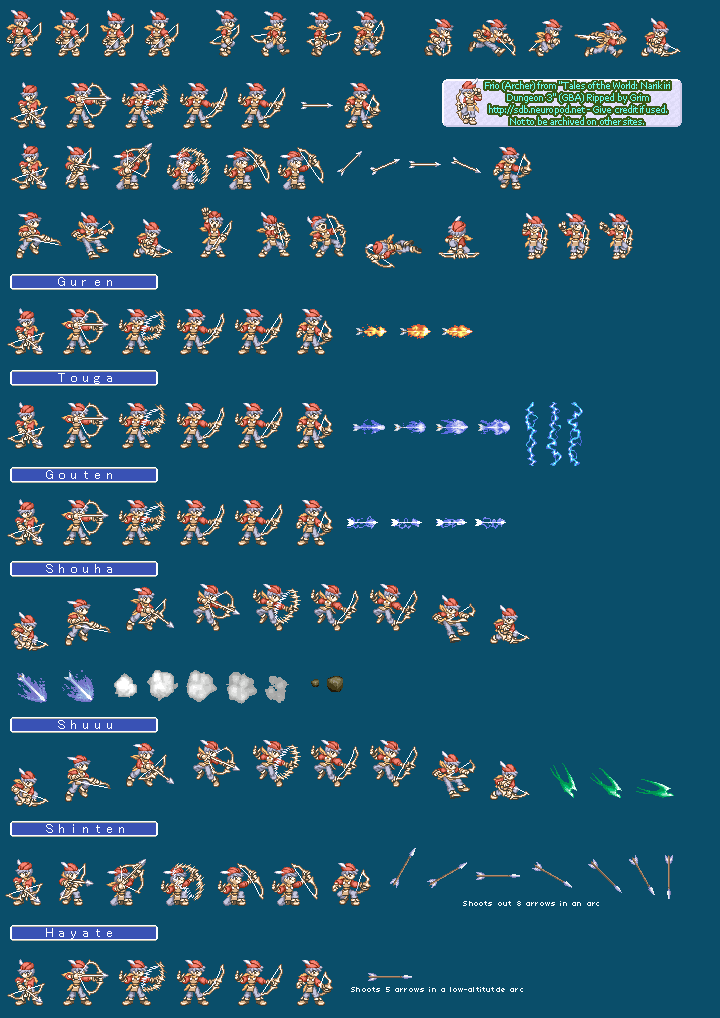 Frio (Archer) from "Tales of the World: Narikiri
Dungeon 3" (GBA) Ripped by Grim
http://sdb.neuropod.net - Give credit if used.
Not to be archived on other sites.
Guren
Touga
Gouten
Shouha
Shuuu
Shinten
Shoots out 8 arrows in an arc
Hayate
Shoots 5 arrows in a low-altitutde arc